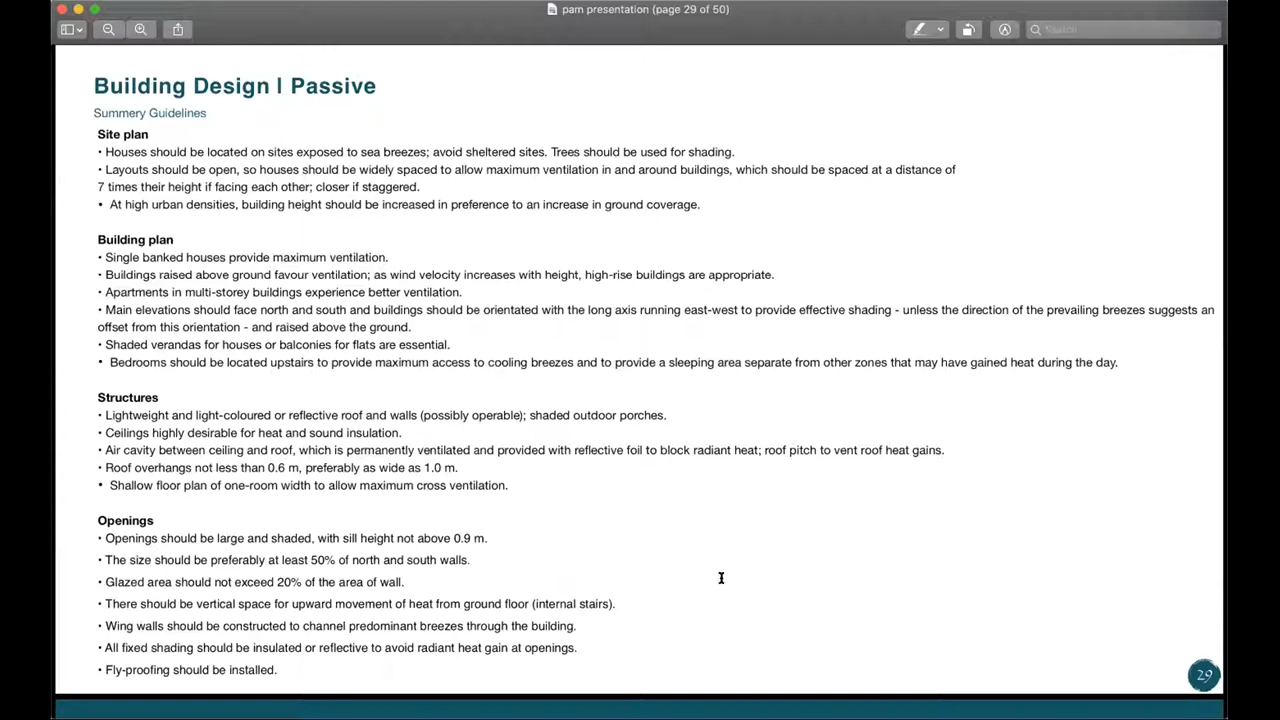 pam presentation (page 29 of 50)
Search
Building Design | Passive
Summery Guidelines
Site plan
• Houses should be located on sites exposed to sea breezes; avoid sheltered sites. Trees should be used for shading.
• Layouts should be open, so houses should be widely spaced to allow maximum ventilation in and around buildings, which should be spaced at a distance of
7 times their height if facing each other; closer if staggered.
• At high urban densities, building height should be increased in preference to an increase in ground coverage.
Building plan
• Single banked houses provide maximum ventilation.
• Buildings raised above ground favour ventilation; as wind velocity increases with height, high-rise buildings are appropriate.
• Apartments in multi-storey buildings experience better ventilation.
• Main elevations should face north and south and buildings should be orientated with the long axis running east-west to provide effective shading - unless the direction of the prevailing breezes suggests an
offset from this orientation - and raised above the ground.
• Shaded verandas for houses or balconies for flats are essential.
• Bedrooms should be located upstairs to provide maximum access to cooling breezes and to provide a sleeping area separate from other zones that may have gained heat during the day.
Structures
• Lightweight and light-coloured or reflective roof and walls (possibly operable); shaded outdoor porches.
• Ceilings highly desirable for heat and sound insulation.
• Air cavity between ceiling and roof, which is permanently ventilated and provided with reflective foil to block radiant heat; roof pitch to vent roof heat gains.
• Roof overhangs not less than 0.6 m, preferably as wide as 1.0 m.
• Shallow floor plan of one-room width to allow maximum cross ventilation.
Openings
• Openings should be large and shaded, with sill height not above 0.9 m.
• The size should be preferably at least 50% of north and south walls.
• Glazed area should not exceed 20% of the area of wall.
• There should be vertical space for upward movement of heat from ground floor (internal stairs).
• Wing walls should be constructed to channel predominant breezes through the building.
• All fixed shading should be insulated or reflective to avoid radiant heat gain at openings.
• Fly-proofing should be installed.
29